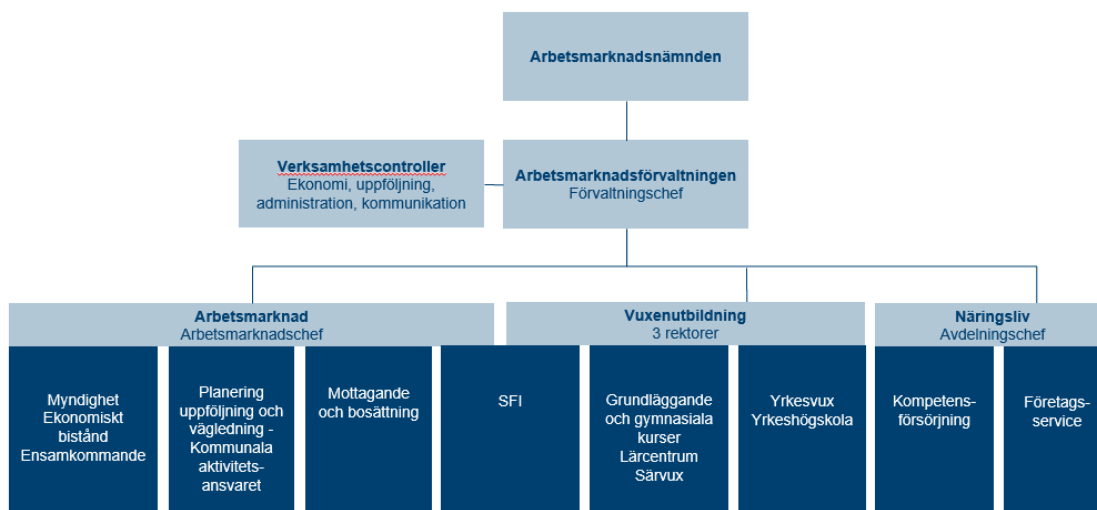 Arbetsmarknadsnämnden
Verksamhetscontroller
Ekonomi, uppföljning,
administration, kommunikation
Arbetsmarknadsförvaltningen
Förvaltningschef
Arbetsmarknad
Arbetsmarknadschef
Vuxenutbildning
3 rektorer
Näringsliv
Avdelningschef
Myndighet
Ekonomiskt
bistånd
Ensamkommande
Planering
uppföljning och
vägledning -
Kommunala
aktivitets-
ansvaret
Mottagande
och bosättning
SFI
Grundläggande
och gymnasiala
kurser
Lärcentrum
Särvux
Yrkesvux
Yrkeshögskola
Kompetens-
försörjning
Företags-
service